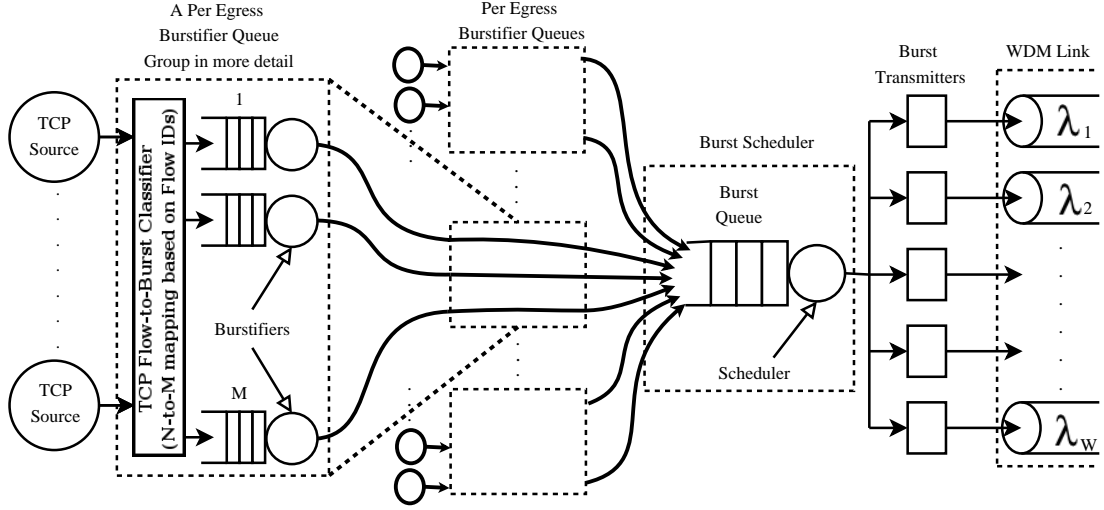 A Per Egress
Burstifier Queue
Group in more detail
Per Egress
Burstifier Queues
Burst
Transmitters
WDM Link
TCP
Source
TCP
Source
TCP Flow-to-Burst Classifier
(N-to-M mapping based on Flow IDs)
1
Burstifiers
M
Burst Scheduler
Burst
Queue
Scheduler
λ1
λ2
λW